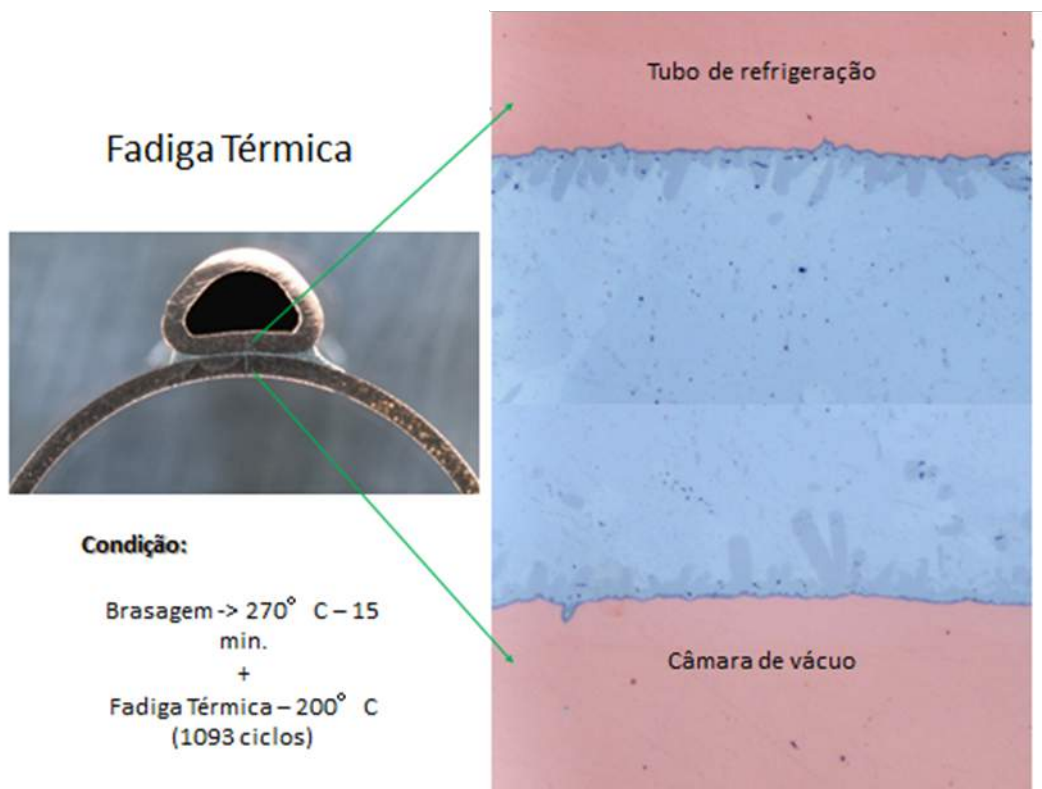 Fadiga Térmica
Tubo de refrigeração
Câmara de vácuo
Condição:
Brasagem -> 270° C – 15
min.
+
Fadiga Térmica – 200° C
(1093 ciclos)